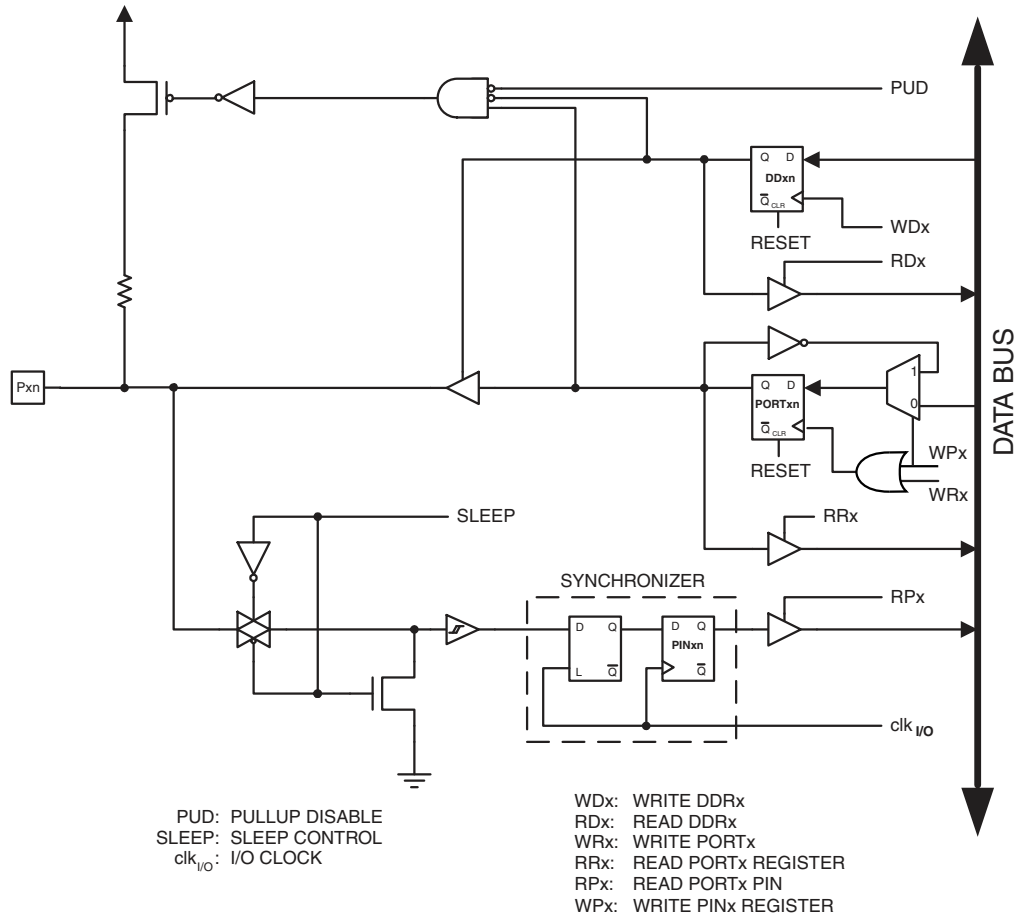 PUD
Q D
DDxn
Q CLR
WDx
RESET
RDx
Pxn
1
Q D
PORTxn
0
Q CLR
WPx
RESET
WRx
SLEEP
RRx
SYNCHRONIZER
RPx
D Q
D Q
PINxn
L Q
Q
clk I/O
DATA BUS
PUD: PULLUP DISABLE
SLEEP: SLEEP CONTROL
clkI/O: I/O CLOCK
WDx: WRITE DDRx
RDx: READ DDRx
WRx: WRITE PORTx
RRx: READ PORTx REGISTER
RPx: READ PORTx PIN
WPx: WRITE PINx REGISTER